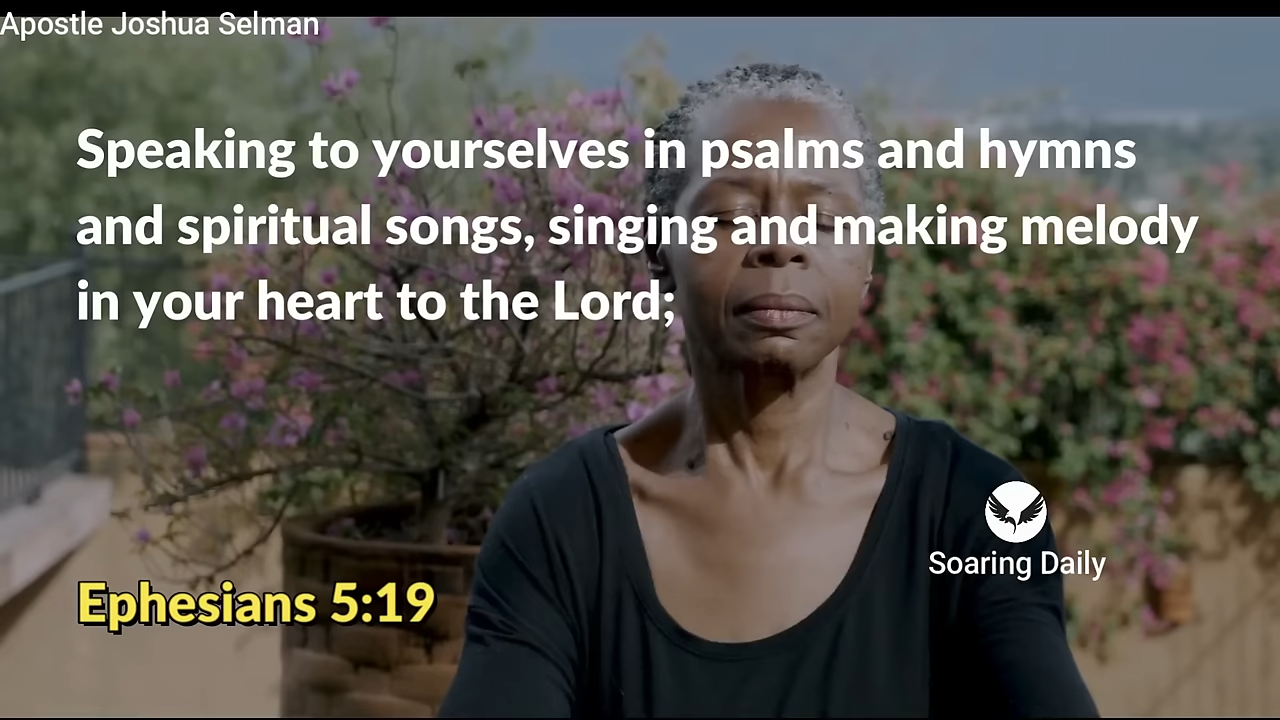 Apostle Joshua Selman
Speaking to yourselves in psalms and hymns
and spiritual songs, singing and making melody
in your heart to the Lord;
Soaring Daily
Ephesians 5:19